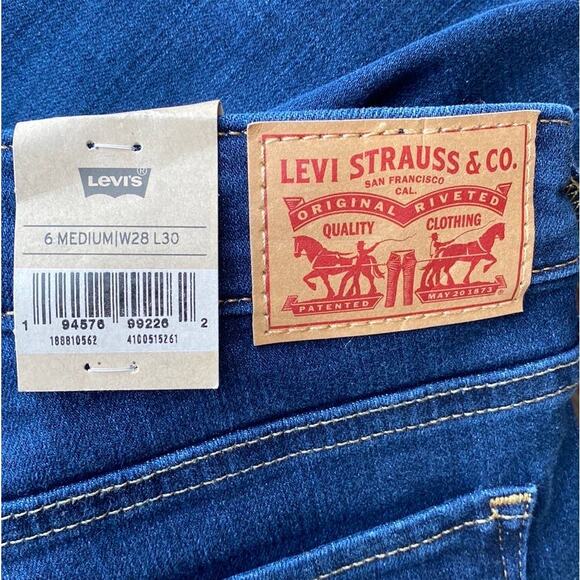 LEVI'S®
6 MEDIUM|W28 L30
1 94576 99226 2
188810562 4100515261
LEVI STRAUSS & CO.
SAN FRANCISCO
CAL.
ORIGINAL RIVETED
QUALITY CLOTHING
PATENTED MAY 20 1873